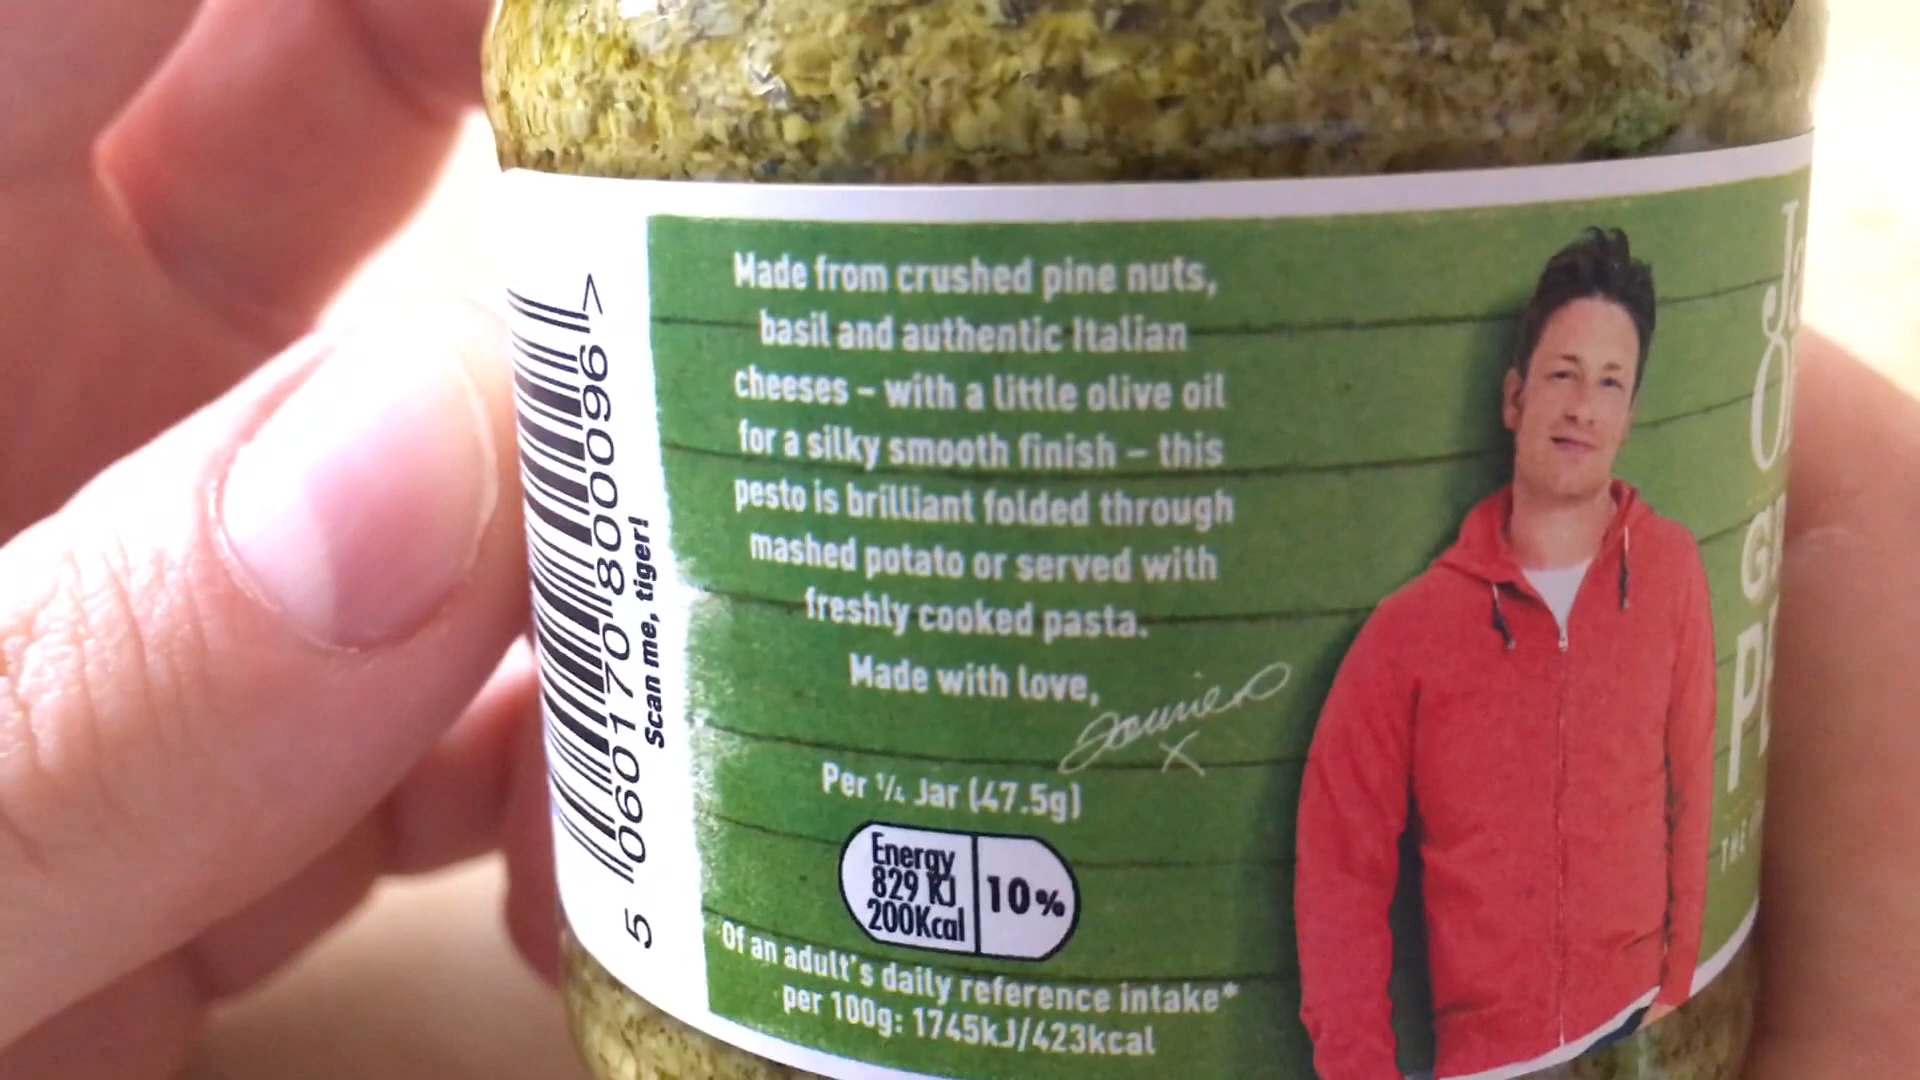 Made from crushed pine nuts,
basil and authentic Italian
cheeses – with a little olive oil
for a silky smooth finish – this
pesto is brilliant folded through
mashed potato or served with
freshly cooked pasta.
Made with love,
Jamie O
x
Per ¼ Jar (47.5g)
Energy
829 KJ
200Kcal
10%
Of an adult's daily reference intake*
per 100g: 1745kJ/423kcal
5 060170 800096 >
Scan me, tiger!
THE